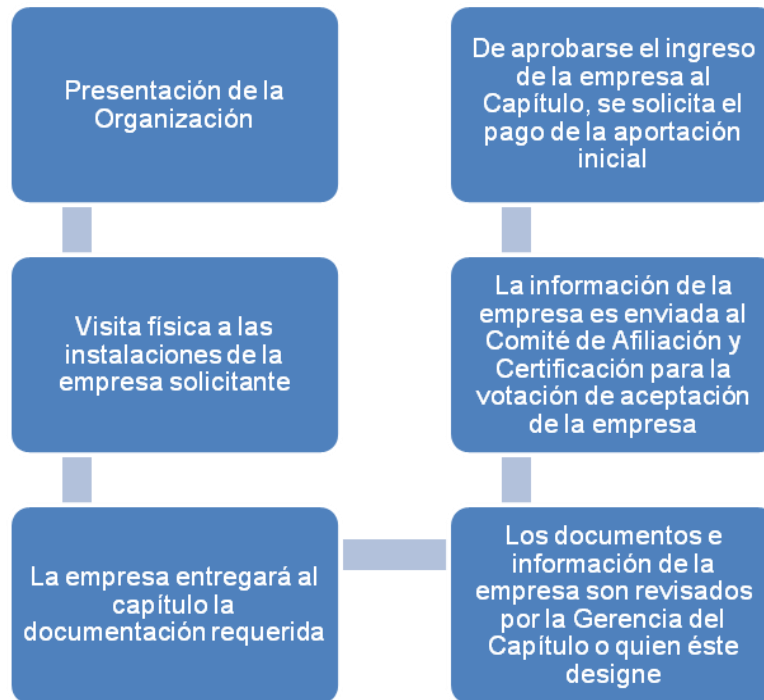 Presentación de la
Organización
Visita física a las
instalaciones de la
empresa solicitante
La empresa entregará al
capítulo la
documentación requerida
Los documentos e
información de la
empresa son revisados
por la Gerencia del
Capítulo o quien éste
designe
La información de la
empresa es enviada al
Comité de Afiliación y
Certificación para la
votación de aceptación
de la empresa
De aprobarse el ingreso
de la empresa al
Capítulo, se solicita el
pago de la aportación
inicial